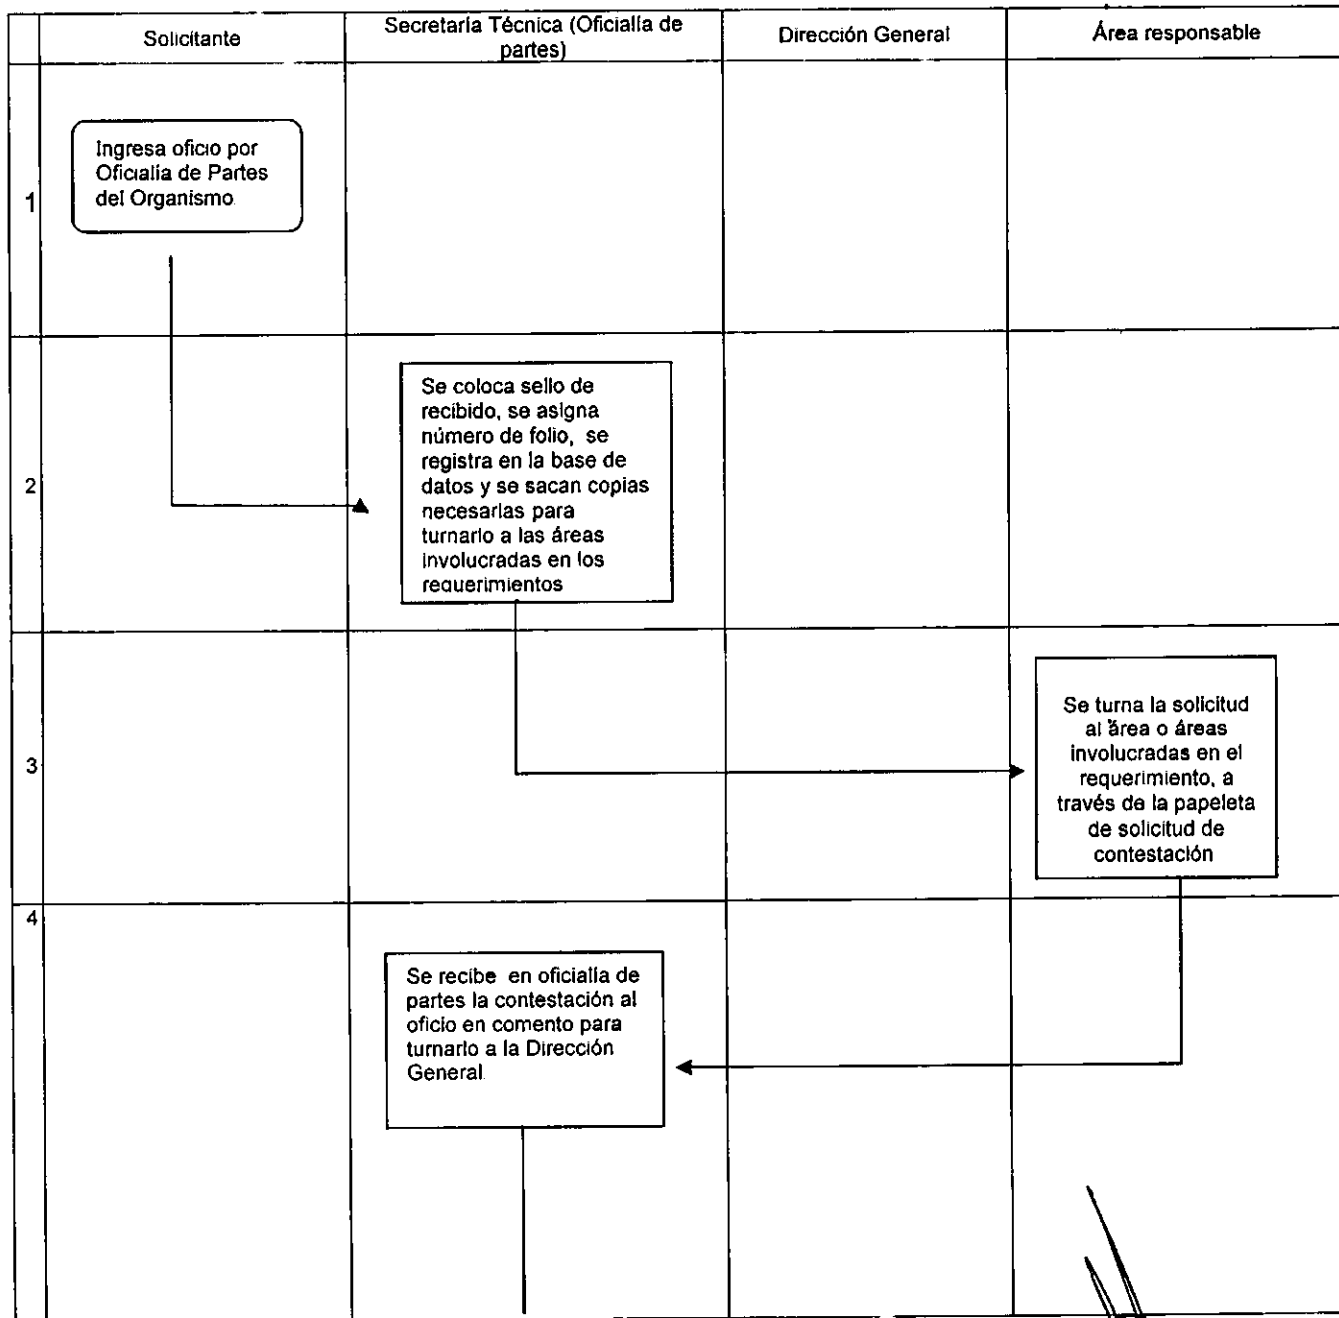 Solicitante
Secretaría Técnica (Oficialía de
partes)
Dirección General
Área responsable
1
Ingresa oficio por
Oficialía de Partes
del Organismo
2
Se coloca sello de
recibido, se asigna
número de folio, se
registra en la base de
datos y se sacan copias
necesarias para
turnarlo a las áreas
involucradas en los
requerimientos
3
Se turna la solicitud
al área o áreas
involucradas en el
requerimiento, a
través de la papeleta
de solicitud de
contestación
4
Se recibe en oficialía de
partes la contestación al
oficio en comento para
turnarlo a la Dirección
General